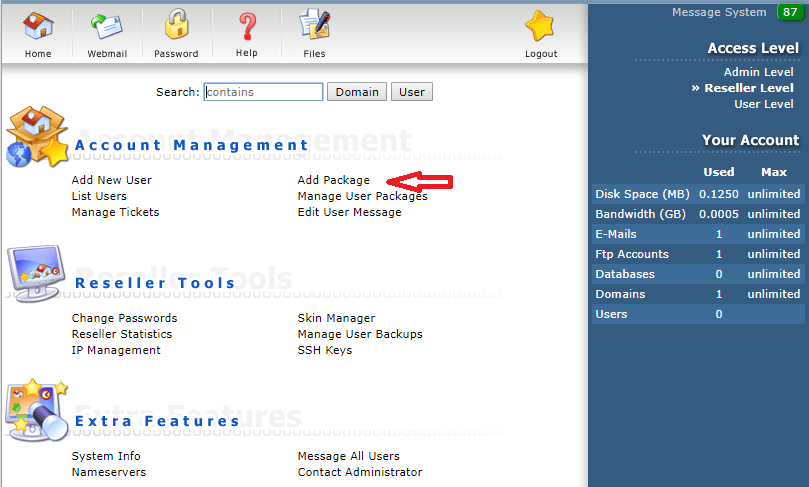 Home Webmail Password Help Files Logout
Search: contains Domain User
Account Management
Add New User Add Package
List Users Manage User Packages
Manage Tickets Edit User Message
Reseller Tools
Change Passwords Skin Manager
Reseller Statistics Manage User Backups
IP Management SSH Keys
Extra Features
System Info Message All Users
Nameservers Contact Administrator
Message System 87
Access Level
Admin Level
» Reseller Level
User Level
Your Account
Used Max
Disk Space (MB) 0.1250 unlimited
Bandwidth (GB) 0.0005 unlimited
E-Mails 1 unlimited
Ftp Accounts 1 unlimited
Databases 0 unlimited
Domains 1 unlimited
Users 0